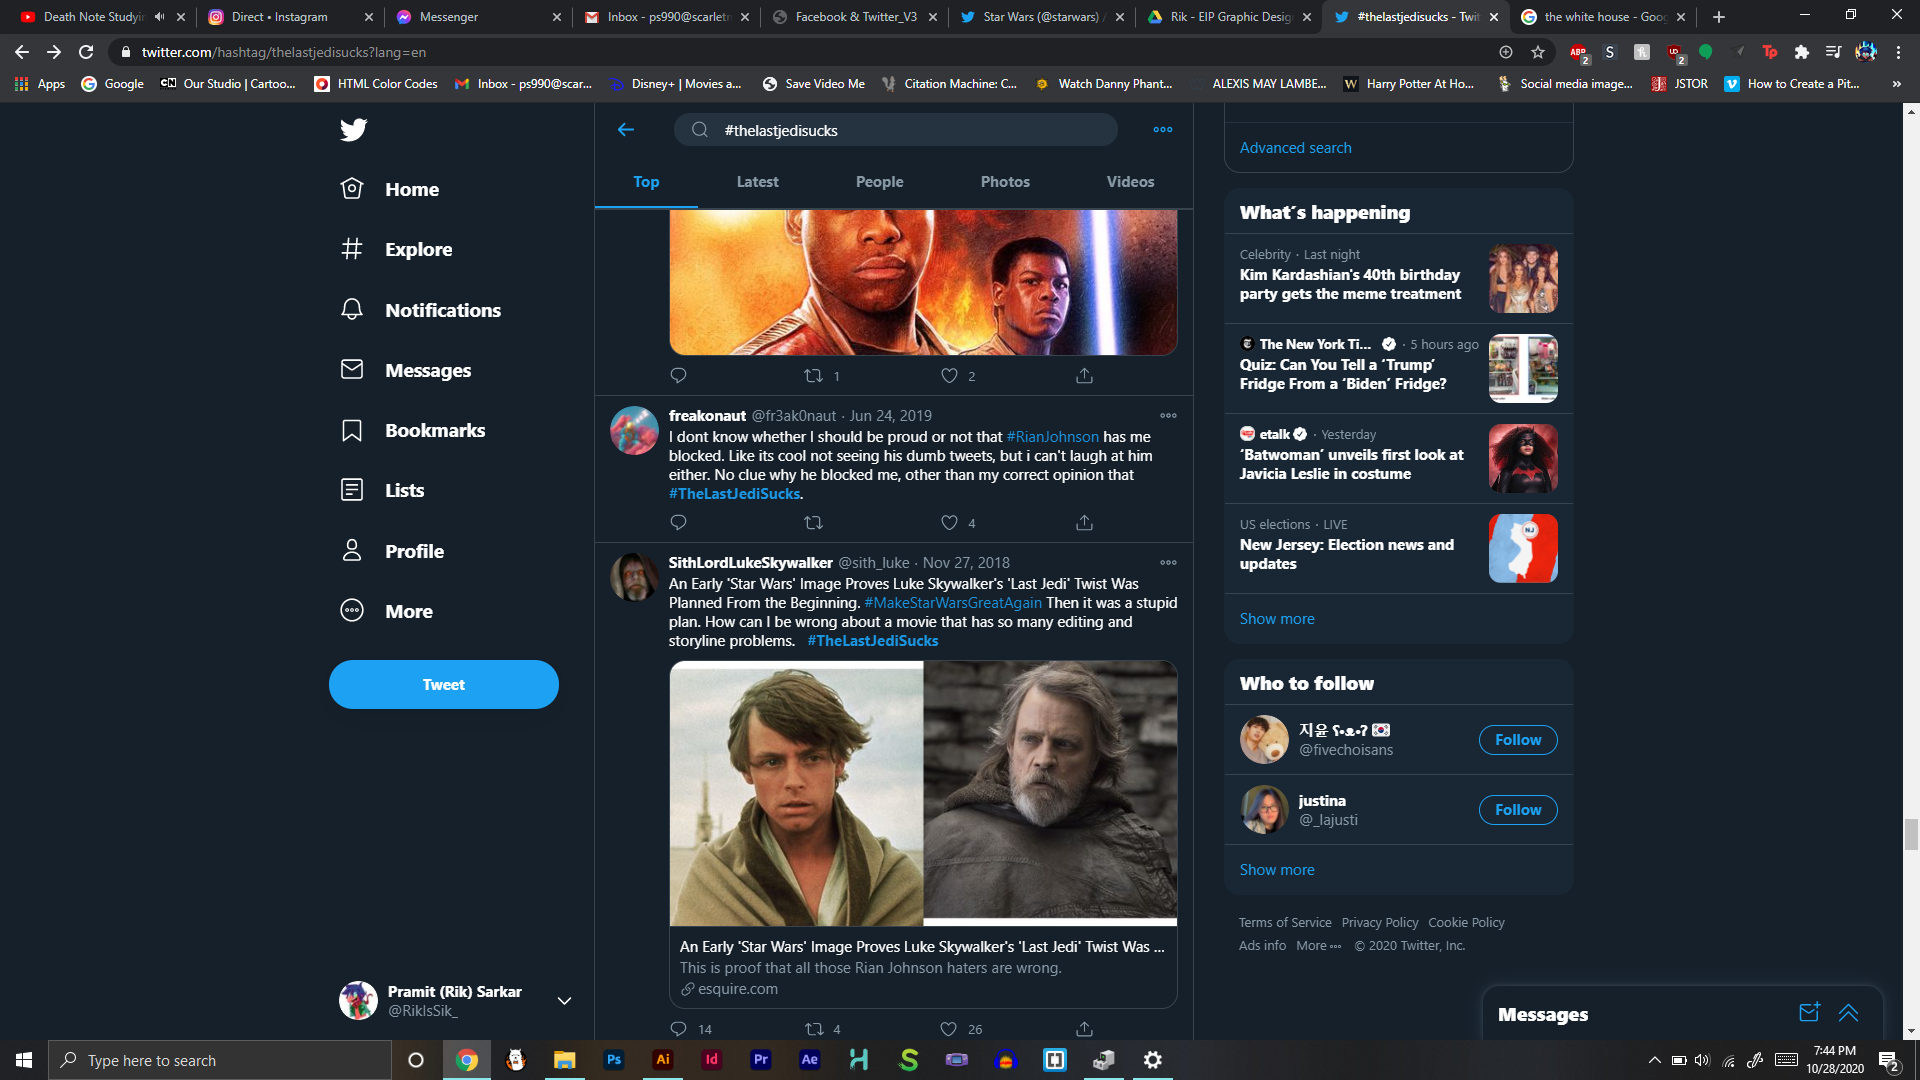 Death Note Studyi
Direct • Instagram
Messenger
Inbox - ps990@scarletm
Facebook & Twitter_V3
Star Wars (@starwars) /
Rik - EIP Graphic Desig
#thelastjedisucks - Twit
the white house - Goog
twitter.com/hashtag/thelastjedisucks?lang=en
Apps
Google
Our Studio | Cartoo...
HTML Color Codes
Inbox - ps990@scar...
Disney+ | Movies a...
Save Video Me
Citation Machine: C...
Watch Danny Phant...
ALEXIS MAY LAMBE...
Harry Potter At Ho...
Social media image...
JSTOR
How to Create a Pit...
Home
Explore
Notifications
Messages
Bookmarks
Lists
Profile
More
Tweet
Pramit (Rik) Sarkar
@RikIsSik_
#thelastjedisucks
Top
Latest
People
Photos
Videos
1
2
freakonaut @fr3ak0naut · Jun 24, 2019
I dont know whether I should be proud or not that #RianJohnson has me
blocked. Like its cool not seeing his dumb tweets, but i can't laugh at him
either. No clue why he blocked me, other than my correct opinion that
#TheLastJediSucks.
4
SithLordLukeSkywalker @sith_luke · Nov 27, 2018
An Early 'Star Wars' Image Proves Luke Skywalker's 'Last Jedi' Twist Was
Planned From the Beginning. #MakeStarWarsGreatAgain Then it was a stupid
plan. How can I be wrong about a movie that has so many editing and
storyline problems. #TheLastJediSucks
An Early 'Star Wars' Image Proves Luke Skywalker's 'Last Jedi' Twist Was ...
This is proof that all those Rian Johnson haters are wrong.
esquire.com
14
4
26
Advanced search
What's happening
Celebrity · Last night
Kim Kardashian's 40th birthday
party gets the meme treatment
The New York Ti... · 5 hours ago
Quiz: Can You Tell a ‘Trump’
Fridge From a ‘Biden’ Fridge?
etalk · Yesterday
‘Batwoman’ unveils first look at
Javicia Leslie in costume
US elections · LIVE
New Jersey: Election news and
updates
NJ
Show more
Who to follow
지윤 ʕ•ﻌ•ʔ 🇰🇷
@fivechoisans
Follow
justina
@_lajusti
Follow
Show more
Terms of Service Privacy Policy Cookie Policy
Ads info More ··· © 2020 Twitter, Inc.
Messages
Type here to search
Ps
Ai
Id
Pr
Ae
7:44 PM
10/28/2020
2